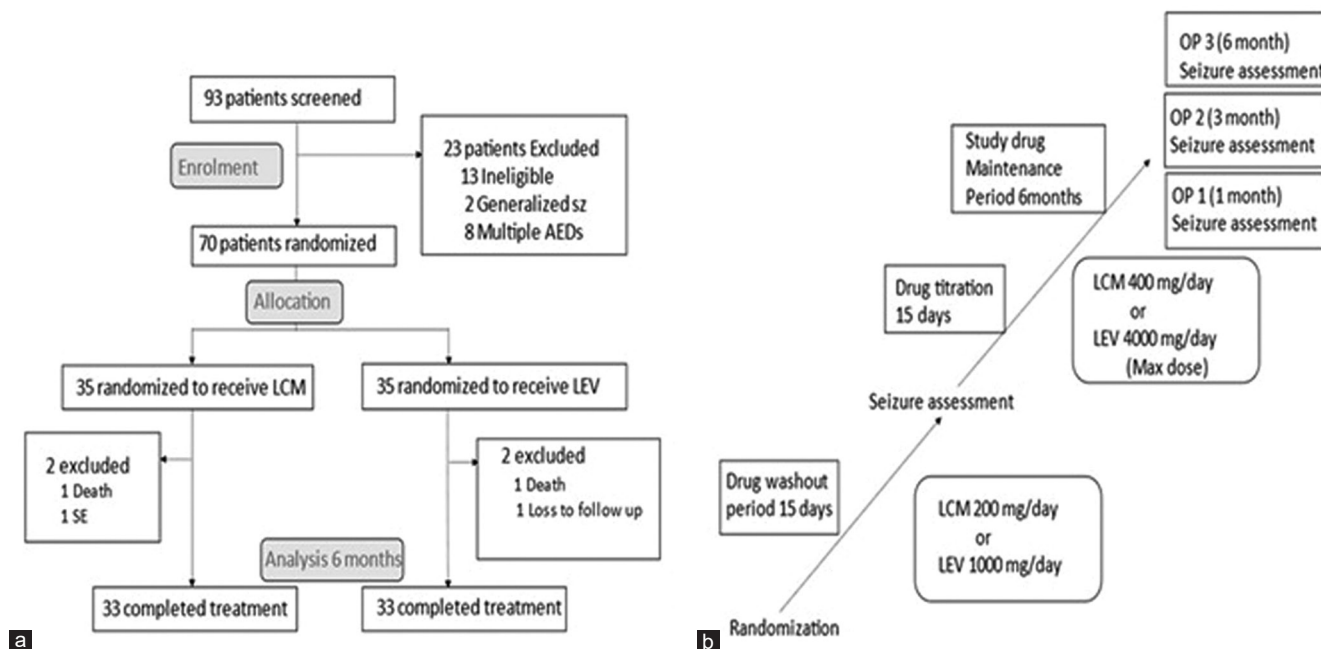 93 patients screened
Enrolment
23 patients Excluded
13 Ineligible
2 Generalized sz
8 Multiple AEDs
70 patients randomized
Allocation
35 randomized to receive LCM
35 randomized to receive LEV
2 excluded
1 Death
1 SE
2 excluded
1 Death
1 Loss to follow up
Analysis 6 months
33 completed treatment
33 completed treatment
a
OP 3 (6 month)
Seizure assessment
OP 2 (3 month)
Seizure assessment
OP 1 (1 month)
Seizure assessment
Study drug
Maintenance
Period 6months
Drug titration
15 days
LCM 400 mg/day
or
LEV 4000 mg/day
(Max dose)
Seizure assessment
Drug washout
period 15 days
LCM 200 mg/day
or
LEV 1000 mg/day
Randomization
b